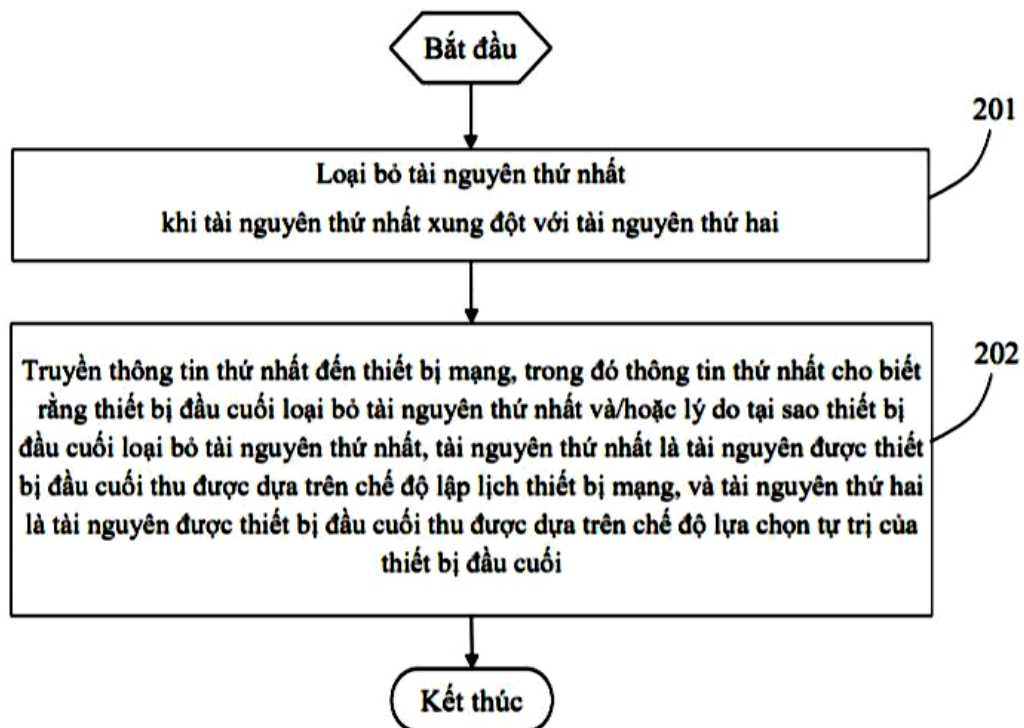 Bắt đầu
201
Loại bỏ tài nguyên thứ nhất
khi tài nguyên thứ nhất xung đột với tài nguyên thứ hai
202
Truyền thông tin thứ nhất đến thiết bị mạng, trong đó thông tin thứ nhất cho biết
rằng thiết bị đầu cuối loại bỏ tài nguyên thứ nhất và/hoặc lý do tại sao thiết bị
đầu cuối loại bỏ tài nguyên thứ nhất, tài nguyên thứ nhất là tài nguyên được thiết
bị đầu cuối thu được dựa trên chế độ lập lịch thiết bị mạng, và tài nguyên thứ hai
là tài nguyên được thiết bị đầu cuối thu được dựa trên chế độ lựa chọn tự trị của
thiết bị đầu cuối
Kết thúc